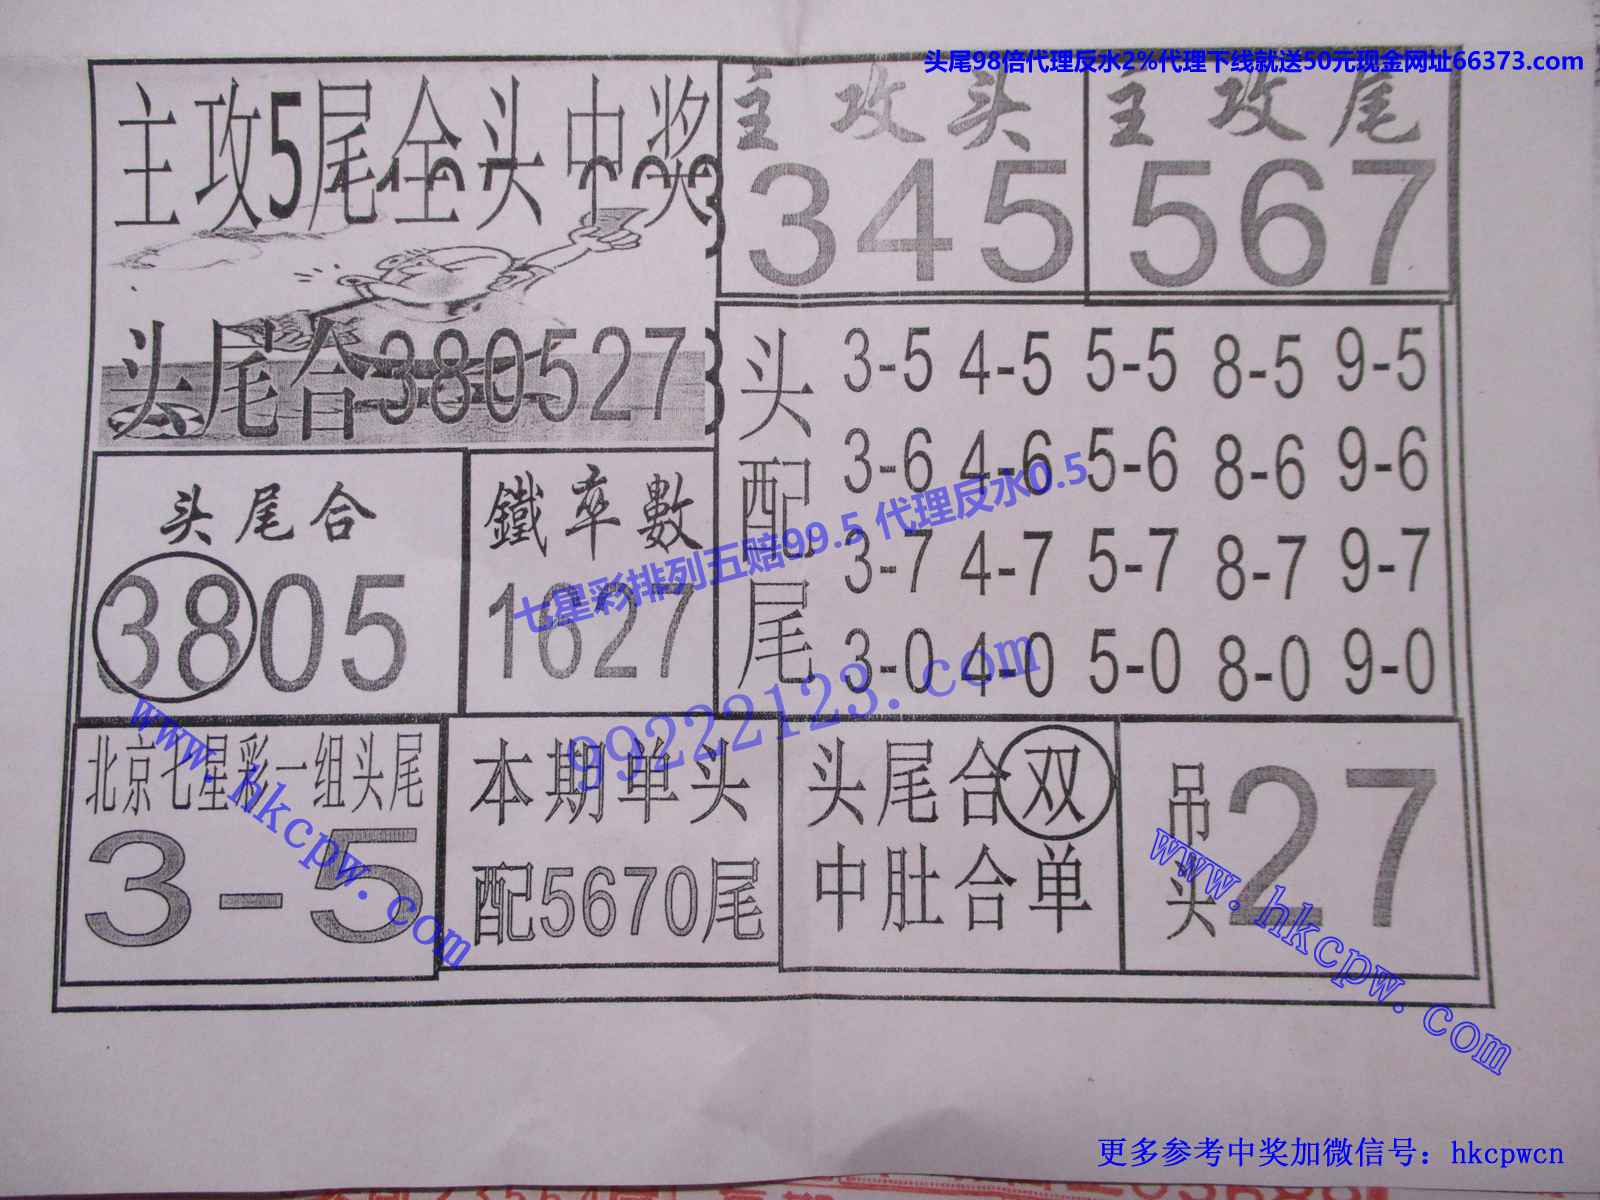 头尾98倍代理反水2%代理下线就送50元现金网址66373.com
主攻5尾全头中奖
头尾合380527
主攻头
345
主攻尾
567
头配尾
3-5 4-5 5-5 8-5 9-5
3-6 4-6 5-6 8-6 9-6
3-7 4-7 5-7 8-7 9-7
3-0 4-0 5-0 8-0 9-0
头尾合
3805
鐵率數
1627
七星彩排列五赔99.5 代理反水0.5
99222123.com
北京七星彩一组头尾
3-5
www.hkcpw.com
本期单头
配5670尾
头尾合双
中肚合单
吊头27
www.hkcpw.com
更多参考中奖加微信号：hkcpwcn